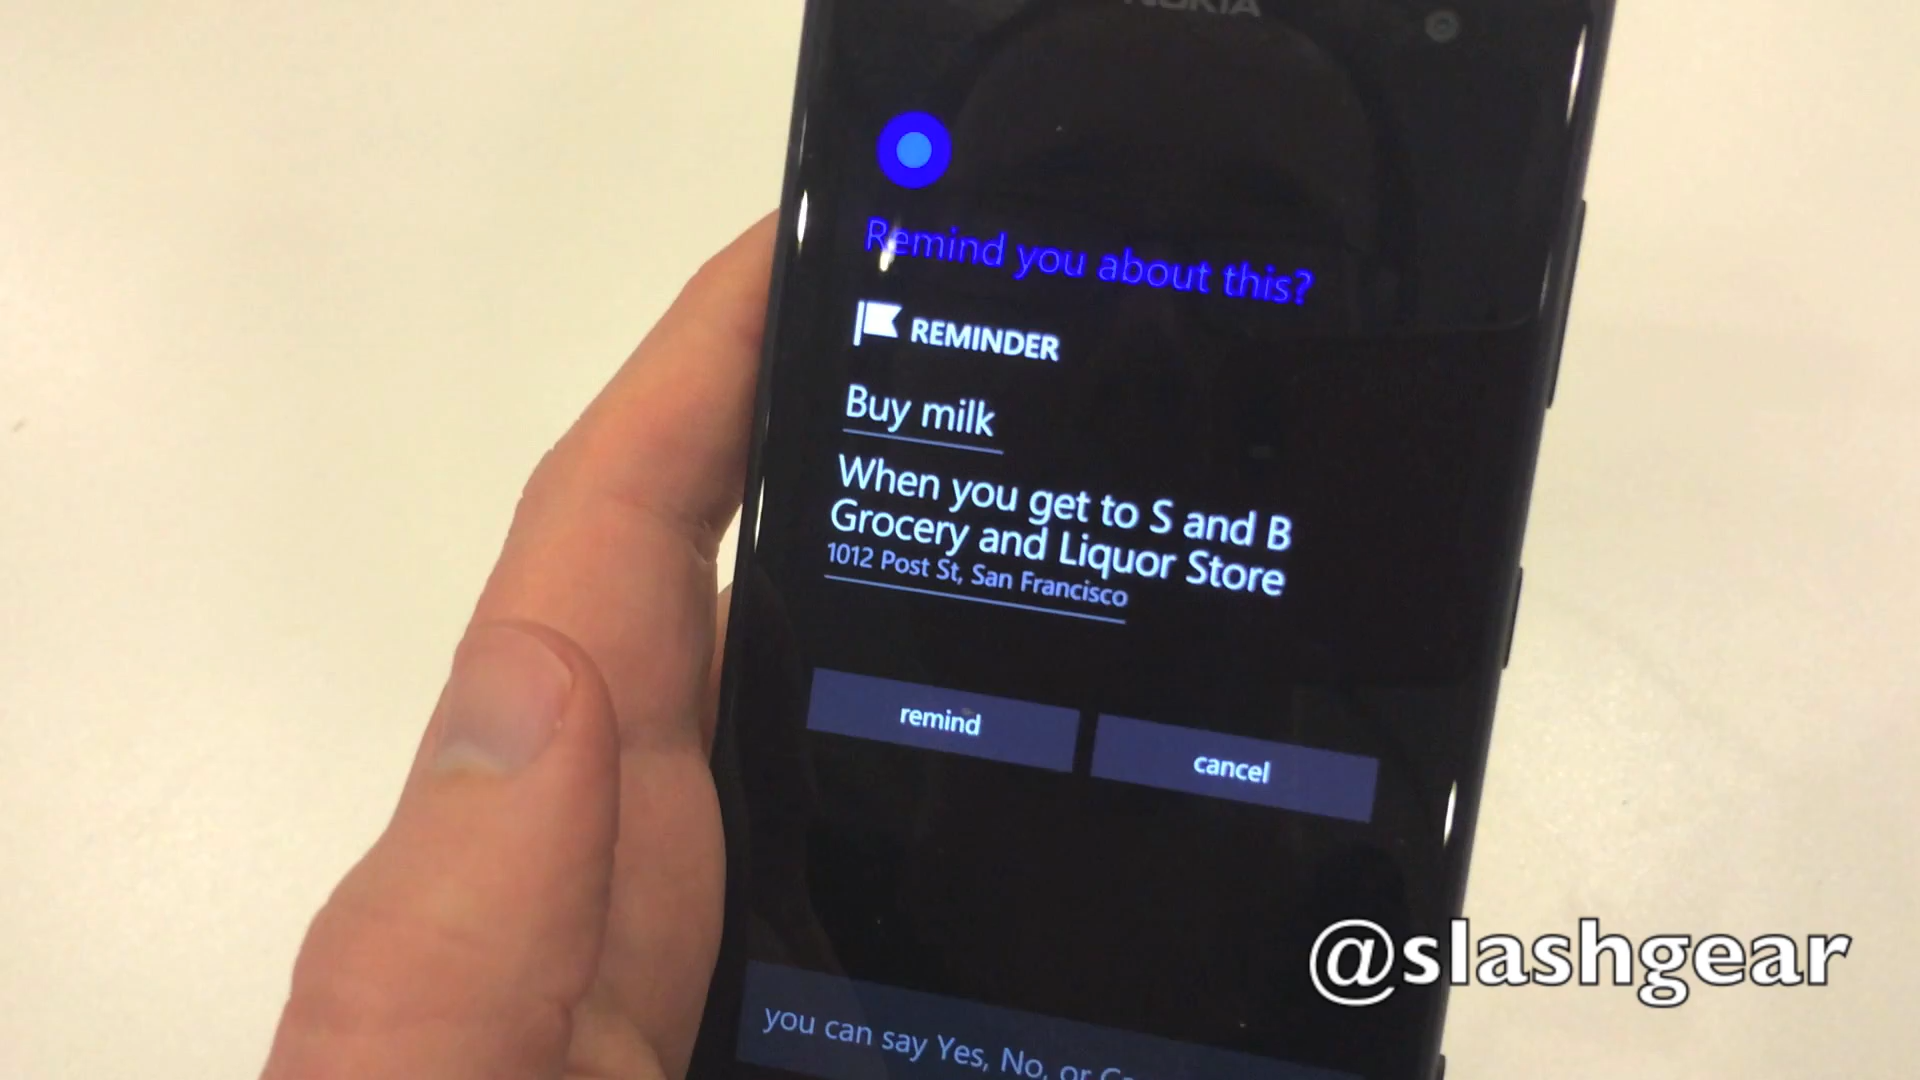 NOKIA
Remind you about this?
REMINDER
Buy milk
When you get to S and B
Grocery and Liquor Store
1012 Post St, San Francisco
remind
cancel
@slashgear
you can say Yes, No, or